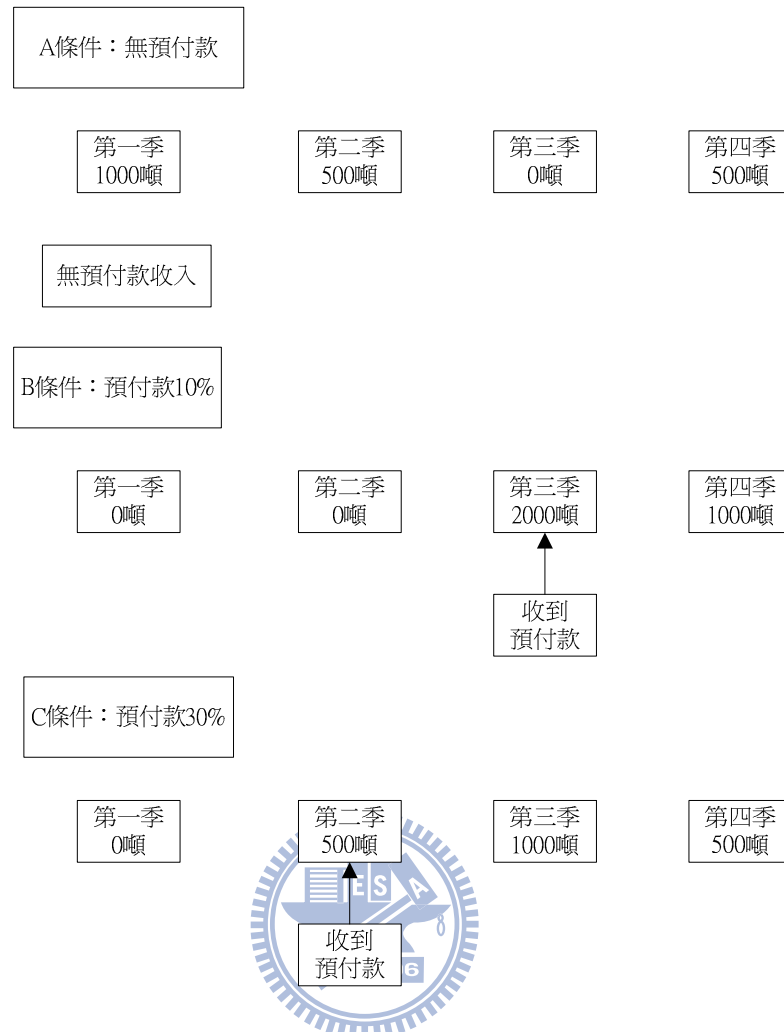 A條件：無預付款
第一季
1000噸
第二季
500噸
第三季
0噸
第四季
500噸
無預付款收入
B條件：預付款10%
第一季
0噸
第二季
0噸
第三季
2000噸
第四季
1000噸
收到
預付款
C條件：預付款30%
第一季
0噸
第二季
500噸
第三季
1000噸
第四季
500噸
ESA
8
收到
預付款
6